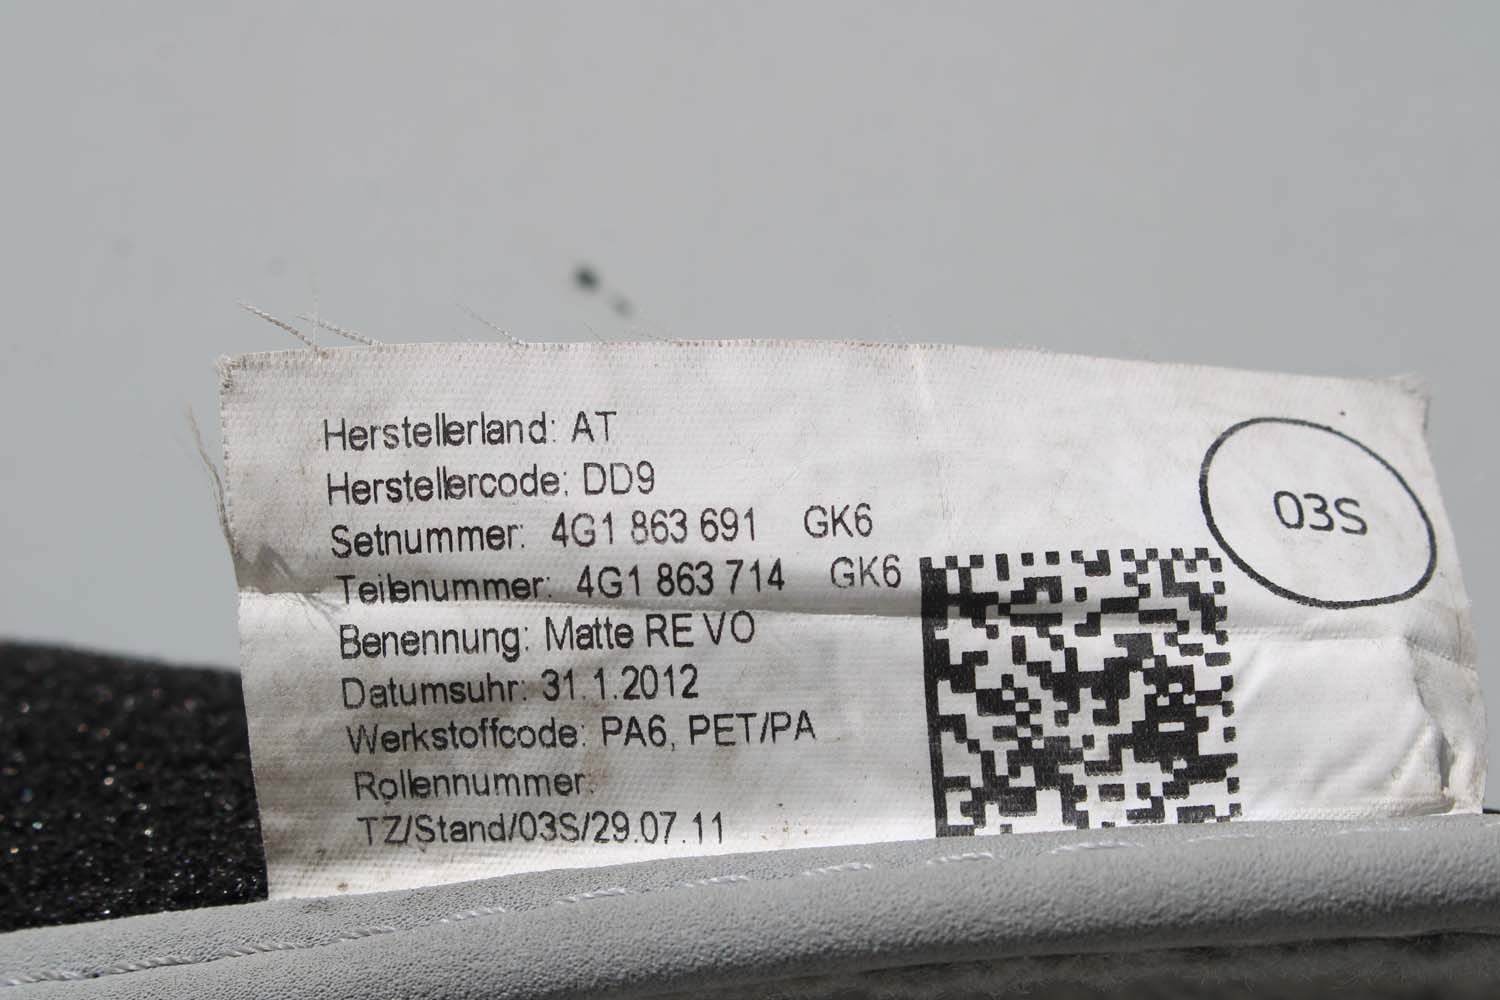 Herstellerland: AT
Herstellercode: DD9
Setnummer: 4G1 863 691 GK6
Teilenummer: 4G1 863 714 GK6
Benennung: Matte RE VO
Datumsuhr: 31.1.2012
Werkstoffcode: PA6, PET/PA
Rollennummer:
TZ/Stand/03S/29.07.11
03S